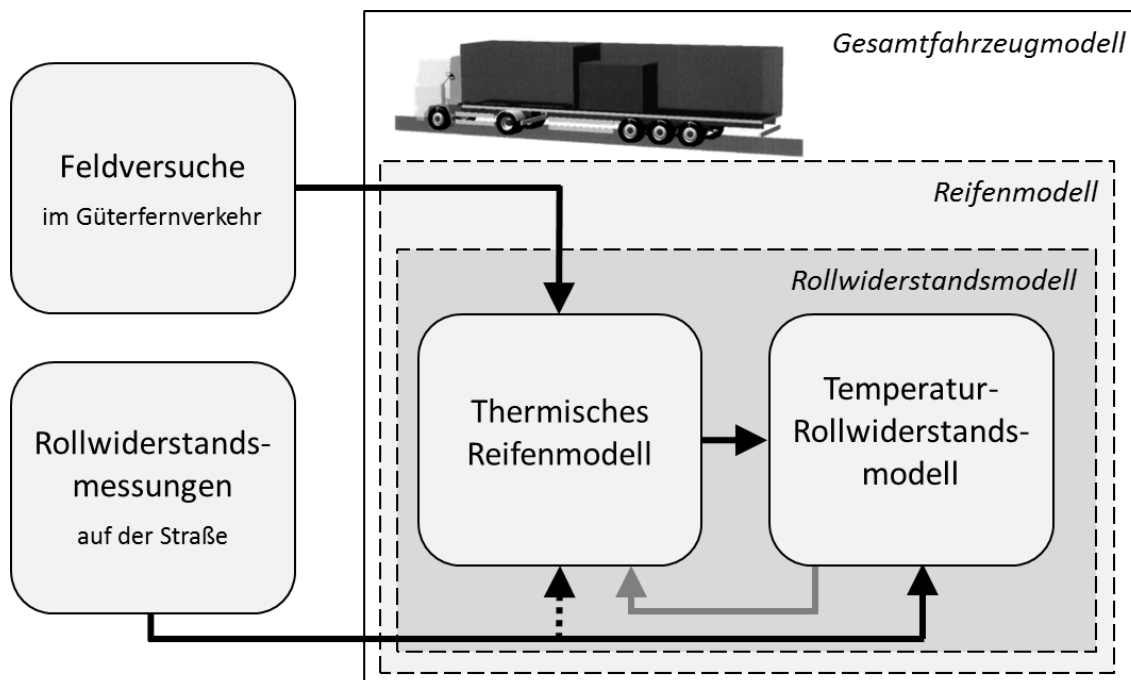 Gesamtfahrzeugmodell
Feldversuche
im Güterfernverkehr
Reifenmodell
Rollwiderstandsmodell
Thermisches
Reifenmodell
Temperatur-
Rollwiderstands-
modell
Rollwiderstands-
messungen
auf der Straße